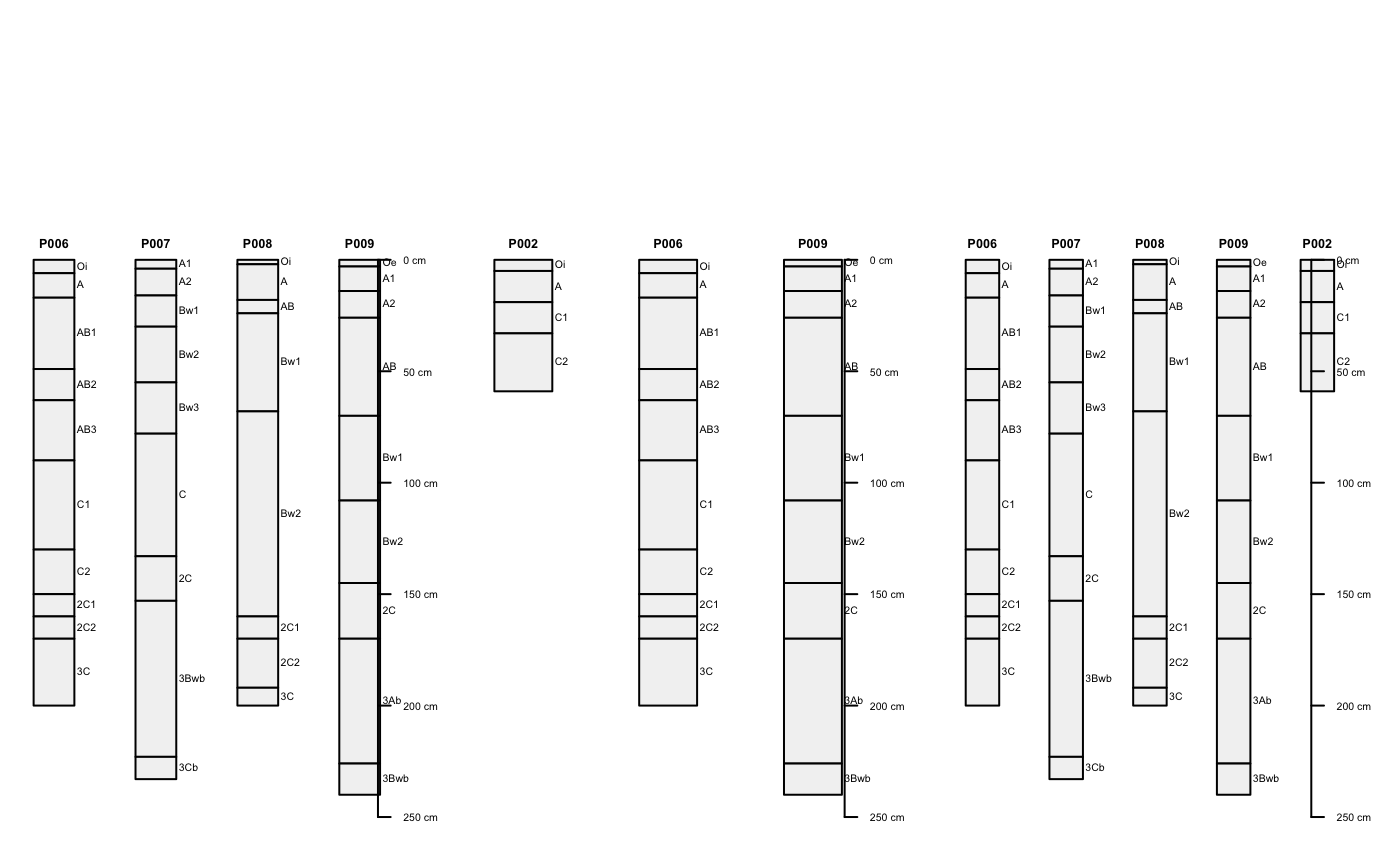 P006 P007 P008 P009 P002 P006 P009 P006 P007 P008 P009 P002
Oi A1 Oi Oe 0 cm Oi Oi Oe 0 cm Oi A1 Oi Oe Oi 0 cm
A A2 A A1 A A A1 A A2 A A1 A
AB1 Bw1 AB A2 C1 AB1 A2 AB1 Bw1 AB A2 C1
AB2 Bw2 Bw1 AB 50 cm C2 AB2 AB 50 cm AB2 Bw2 Bw1 AB C2 50 cm
AB3 Bw3 Bw1 AB3 Bw1 AB3 Bw3 Bw1
C1 C Bw2 100 cm C1 100 cm C1 C Bw2 100 cm
C2 2C Bw2 C2 Bw2 C2 2C Bw2
2C1 2C 150 cm 2C1 2C 150 cm 2C1 2C 150 cm
2C2 2C1 2C2 2C2 2C1
3C 3Bwb 2C2 3C 3C 3Bwb 2C2
3C 3Ab 200 cm 3Ab 200 cm 3C 3Ab 200 cm
3Cb 3Bwb 3Bwb 3Cb 3Bwb
250 cm 250 cm 250 cm